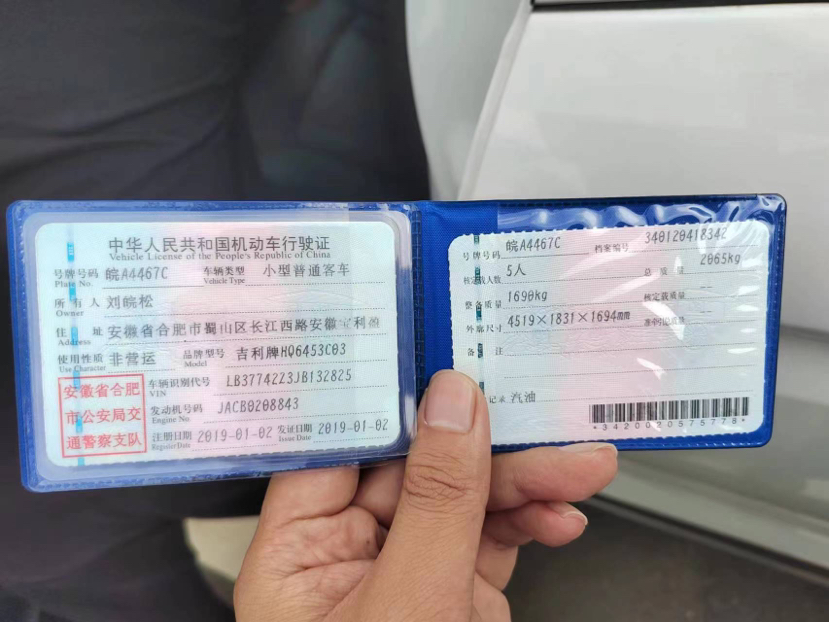 中华人民共和国机动车行驶证
Vehicle License of the People's Republic of China
号牌号码 皖A4467C 车辆类型 小型普通客车
Plate No. Vehicle Type
所有人 刘皖松
Owner
住址 安徽省合肥市蜀山区长江西路安徽宝利
Address
使用性质 非营运 品牌型号 吉利牌HQ6453C03
Use Character Model
安徽省合肥
市公安局交
通警察支队
车辆识别代号 LB3774223JB132825
VIN
发动机号码 JACB0208843
Engine No.
注册日期 2019-01-02 发证日期 2019-01-02
Register Date Issue Date
号牌号码 皖A4467C 档案编号 340120418342
核定载人数 5人 总质量 2065kg
整备质量 1690kg 核定载质量 --
外廓尺寸 4519×1831×1694 准牵引总质量 --
备注
记录 汽油
*3420020575776*